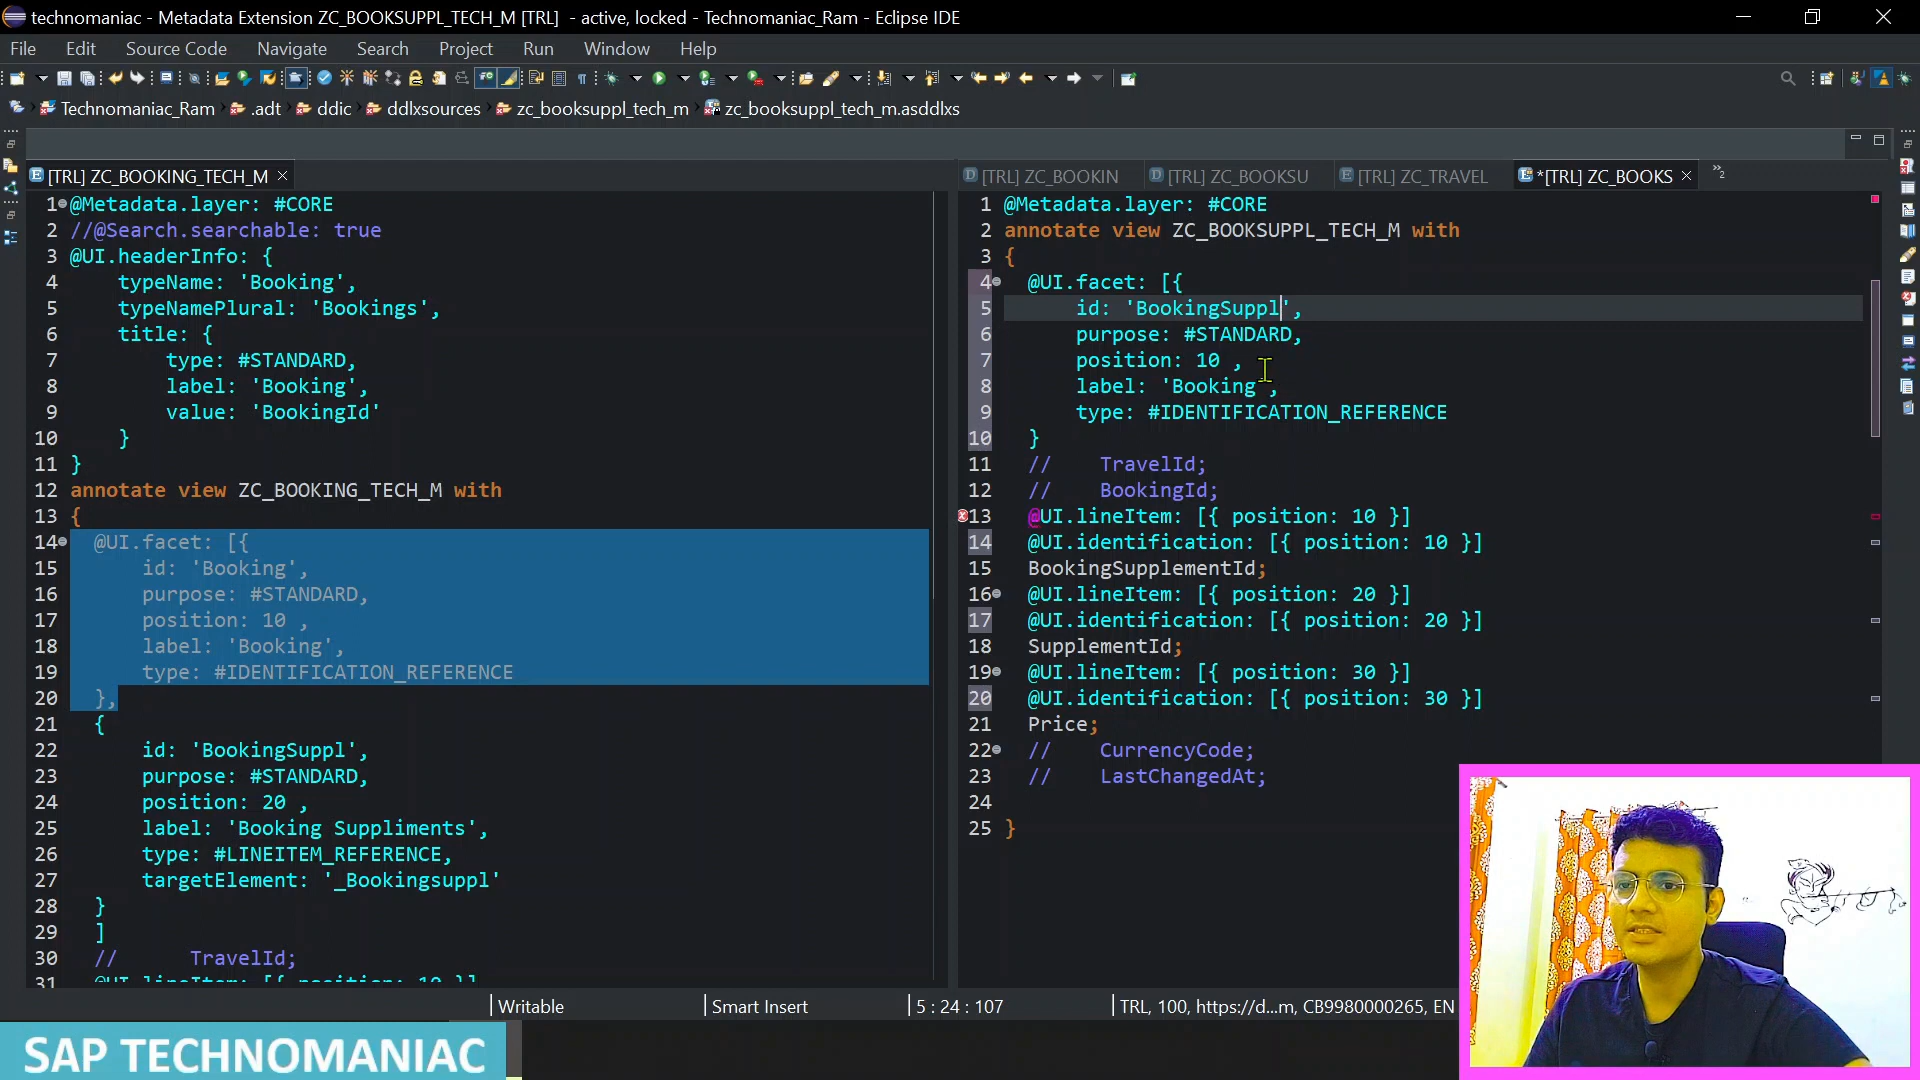 technomaniac - Metadata Extension ZC_BOOKSUPPL_TECH_M [TRL] - active, locked - Technomaniac_Ram - Eclipse IDE
File Edit Source Code Navigate Search Project Run Window Help
Technomaniac_Ram .adt ddic ddlxsources zc_booksuppl_tech_m zc_booksuppl_tech_m.asddlxs
[TRL] ZC_BOOKING_TECH_M
1 @Metadata.layer: #CORE
2 //@Search.searchable: true
3 @UI.headerInfo: {
4 typeName: 'Booking',
5 typeNamePlural: 'Bookings',
6 title: {
7 type: #STANDARD,
8 label: 'Booking',
9 value: 'BookingId'
10 }
11 }
12 annotate view ZC_BOOKING_TECH_M with
13 {
14 @UI.facet: [{
15 id: 'Booking',
16 purpose: #STANDARD,
17 position: 10 ,
18 label: 'Booking',
19 type: #IDENTIFICATION_REFERENCE
20 },
21 {
22 id: 'BookingSuppl',
23 purpose: #STANDARD,
24 position: 20 ,
25 label: 'Booking Suppliments',
26 type: #LINEITEM_REFERENCE,
27 targetElement: '_Bookingsuppl'
28 }
29 ]
30 // TravelId;
31 @UI.lineItem: [{ position: 10 }]
[TRL] ZC_BOOKIN [TRL] ZC_BOOKSU [TRL] ZC_TRAVEL *[TRL] ZC_BOOKS »2
1 @Metadata.layer: #CORE
2 annotate view ZC_BOOKSUPPL_TECH_M with
3 {
4 @UI.facet: [{
5 id: 'BookingSuppl',
6 purpose: #STANDARD,
7 position: 10 ,
8 label: 'Booking',
9 type: #IDENTIFICATION_REFERENCE
10 }
11 // TravelId;
12 // BookingId;
13 @UI.lineItem: [{ position: 10 }]
14 @UI.identification: [{ position: 10 }]
15 BookingSupplementId;
16 @UI.lineItem: [{ position: 20 }]
17 @UI.identification: [{ position: 20 }]
18 SupplementId;
19 @UI.lineItem: [{ position: 30 }]
20 @UI.identification: [{ position: 30 }]
21 Price;
22 // CurrencyCode;
23 // LastChangedAt;
24
25 }
Writable Smart Insert 5 : 24 : 107 TRL, 100, https://d...m, CB9980000265, EN
SAP TECHNOMANIAC